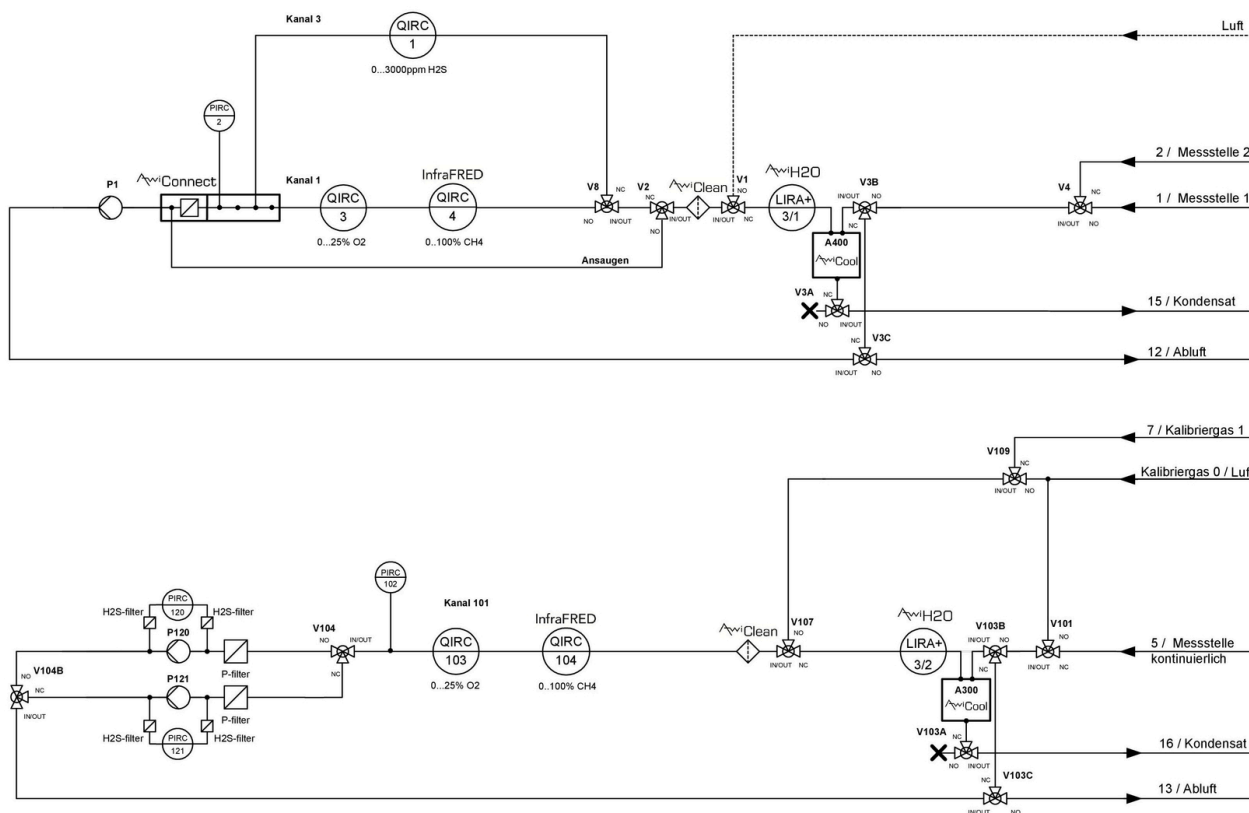 Kanal 3
QIRC
1
0...3000ppm H2S
Luft
PIRC
2
2 / Messstelle 2
P1
AwiConnect
Kanal 1
InfraFRED
V8
NC
V2
NC
AwiClean
V1
NO
AwiH2O
V3B
V4
NC
QIRC
3
QIRC
4
LIRA+
3/1
IN/OUT
NO
1 / Messstelle 1
NO
IN/OUT
IN/OUT
IN/OUT
NC
NC
IN/OUT
NO
0...25% O2
0..100% CH4
NO
A400
AwiCool
Ansaugen
V3A
NC
NO
IN/OUT
15 / Kondensat
V3C
NC
IN/OUT
NO
12 / Abluft
7 / Kalibriergas 1
V109
NC
IN/OUT
NO
Kalibriergas 0 / Luft
PIRC
102
H2S-filter
PIRC
120
H2S-filter
Kanal 101
InfraFRED
AwiClean
V107
NO
AwiH2O
V103B
V101
NO
P120
V104
NO
IN/OUT
QIRC
103
QIRC
104
IN/OUT
NC
LIRA+
3/2
IN/OUT
NO
IN/OUT
NC
5 / Messstelle
kontinuierlich
NO
V104B
NC
IN/OUT
P-filter
NC
0...25% O2
0..100% CH4
NC
P121
A300
AwiCool
P-filter
H2S-filter
PIRC
121
H2S-filter
V103A
NC
NO
IN/OUT
16 / Kondensat
V103C
NC
IN/OUT
NO
13 / Abluft